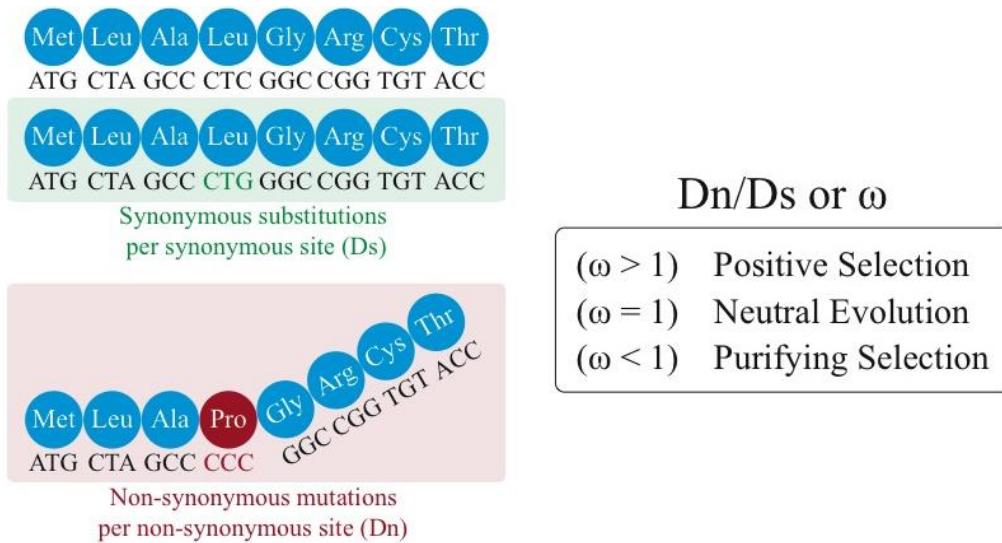 Met Leu Ala Leu Gly Arg Cys Thr
ATG CTA GCC CTC GGC CGG TGT ACC
Met Leu Ala Leu Gly Arg Cys Thr
ATG CTA GCC CTG GGC CGG TGT ACC
Synonymous substitutions
per synonymous site (Ds)
Met Leu Ala Pro Gly Arg Cys Thr
ATG CTA GCC CCC GGC CGG TGT ACC
Non-synonymous mutations
per non-synonymous site (Dn)
Dn/Ds or ω
(ω > 1) Positive Selection
(ω = 1) Neutral Evolution
(ω < 1) Purifying Selection